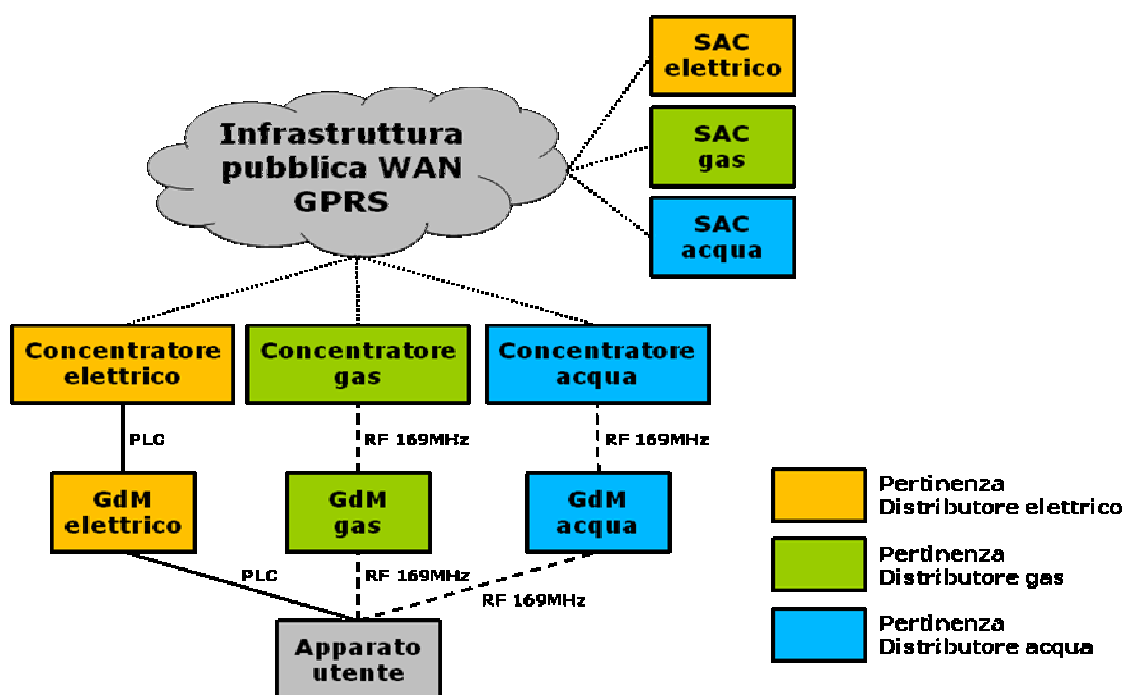 SAC
elettrico
Infrastruttura
pubblica WAN
GPRS
SAC
gas
SAC
acqua
Concentratore
elettrico
Concentratore
gas
Concentratore
acqua
PLC
RF 169MHz
RF 169MHz
GdM
elettrico
GdM
gas
GdM
acqua
PLC
RF 169MHz
RF 169MHz
Apparato
utente
Pertinenza
Distributore elettrico
Pertinenza
Distributore gas
Pertinenza
Distributore acqua